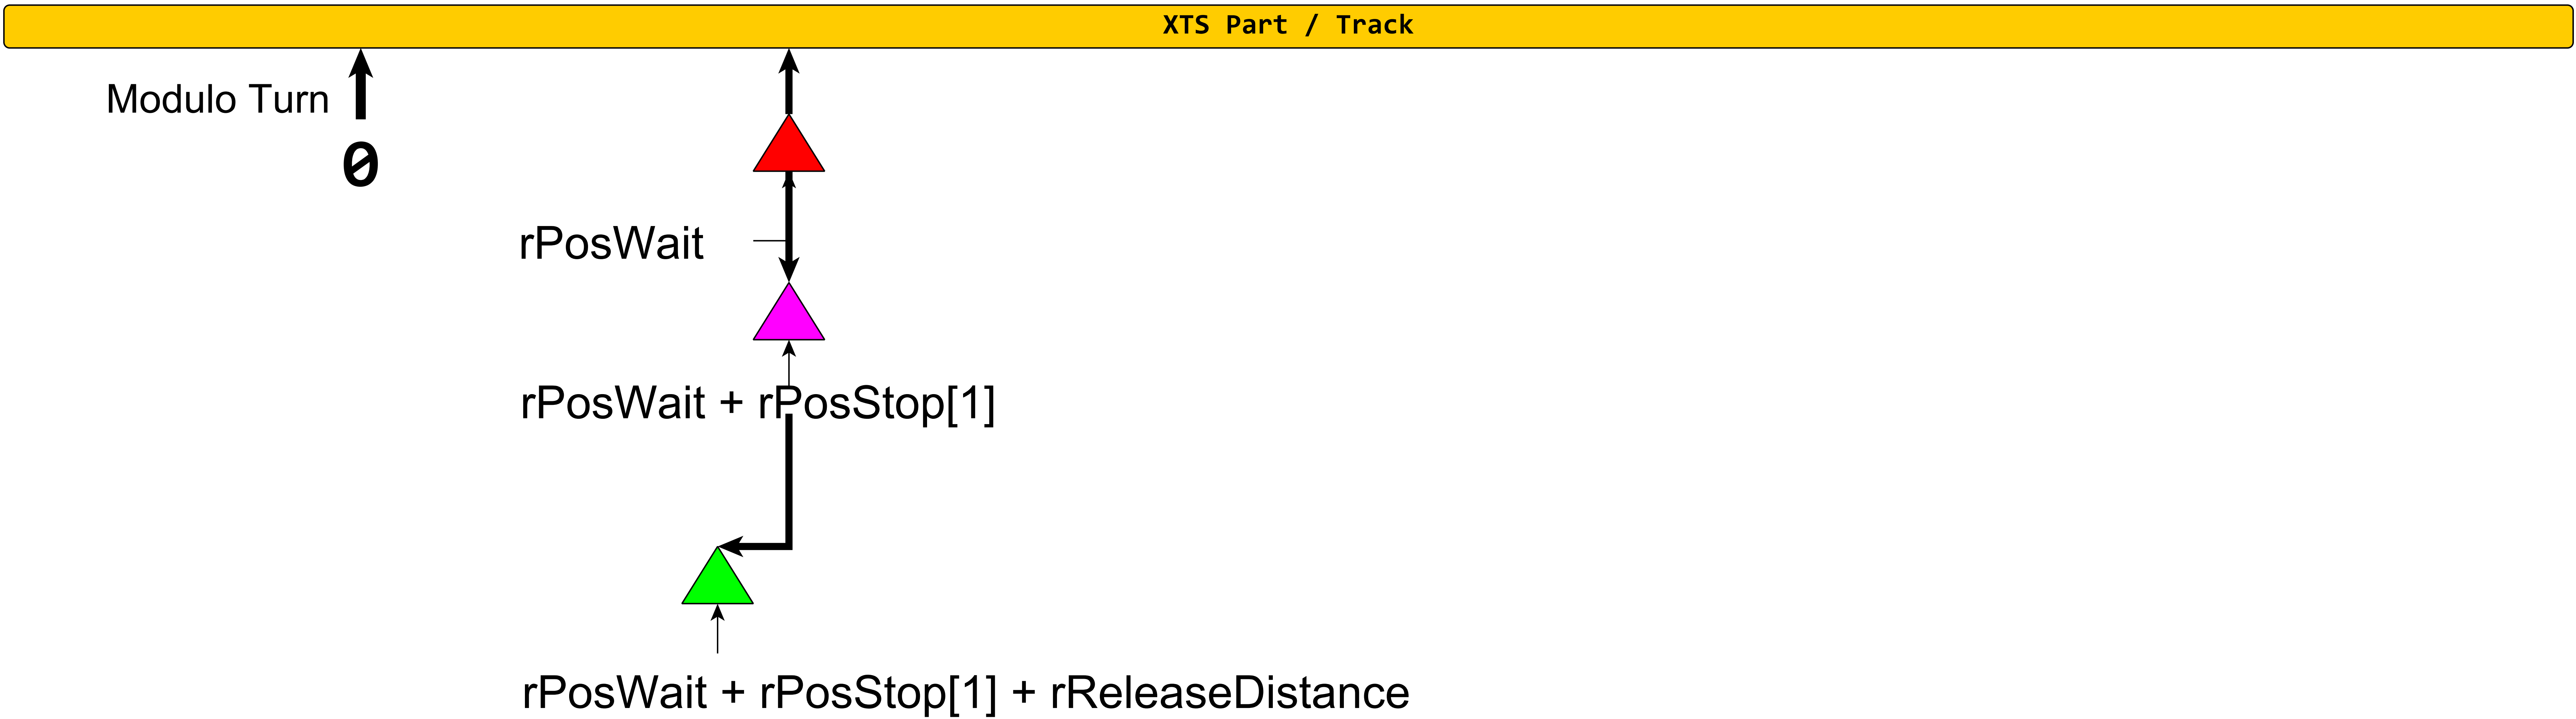 XTS Part / Track
Modulo Turn
0
rPosWait
rPosWait + rPosStop[1]
rPosWait + rPosStop[1] + rReleaseDistance